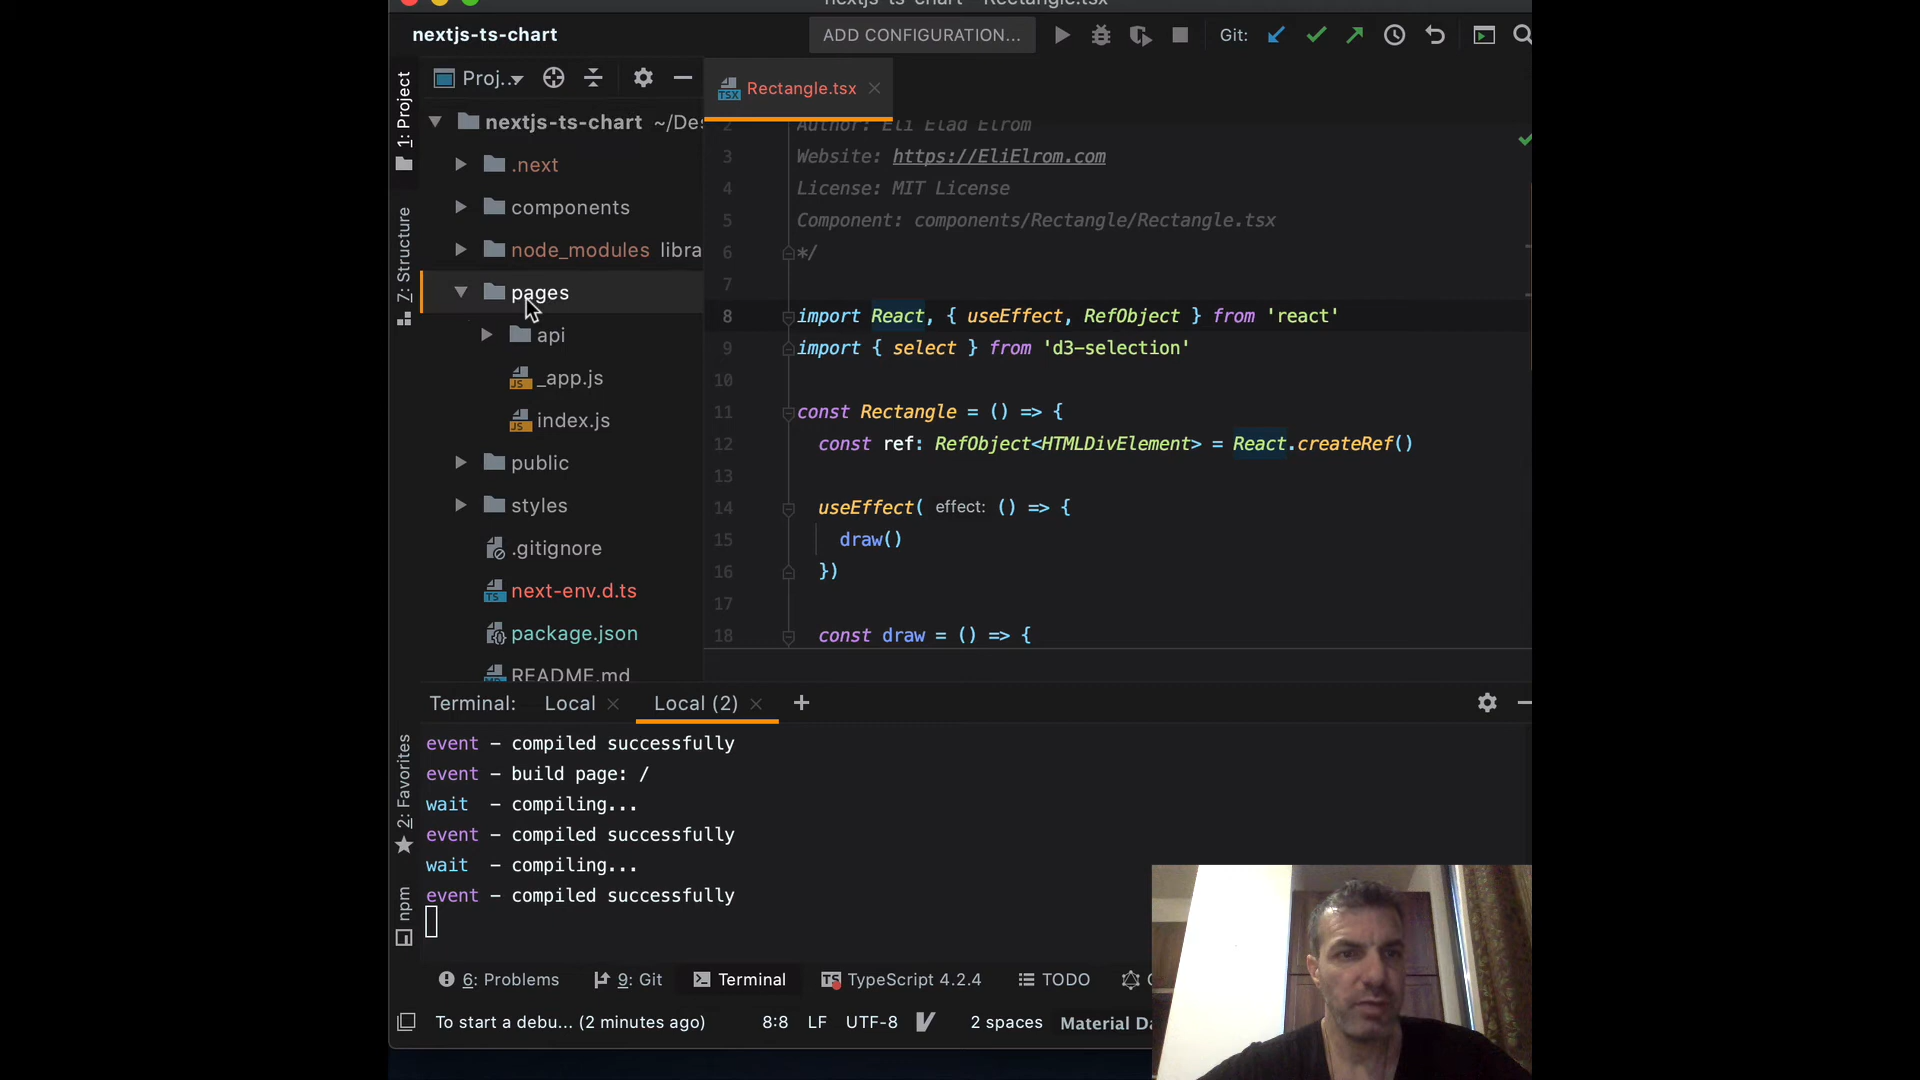 nextjs-ts-chart – Rectangle.tsx
nextjs-ts-chart
ADD CONFIGURATION...
Git:
1: Project
Proj..
Rectangle.tsx
nextjs-ts-chart ~/Des
.next
components
node_modules libra
pages
api
_app.js
index.js
public
styles
.gitignore
next-env.d.ts
package.json
README.md
7: Structure
2 Author: Eli Elad Elrom
3 Website: https://EliElrom.com
4 License: MIT License
5 Component: components/Rectangle/Rectangle.tsx
6 */
7
8 import React, { useEffect, RefObject } from 'react'
9 import { select } from 'd3-selection'
10
11 const Rectangle = () => {
12 const ref: RefObject<HTMLDivElement> = React.createRef()
13
14 useEffect( effect: () => {
15 draw()
16 })
17
18 const draw = () => {
Terminal: Local Local (2)
event - compiled successfully
event - build page: /
wait - compiling...
event - compiled successfully
wait - compiling...
event - compiled successfully
2: Favorites
npm
6: Problems 9: Git Terminal TypeScript 4.2.4 TODO
To start a debu... (2 minutes ago) 8:8 LF UTF-8 2 spaces Material Da